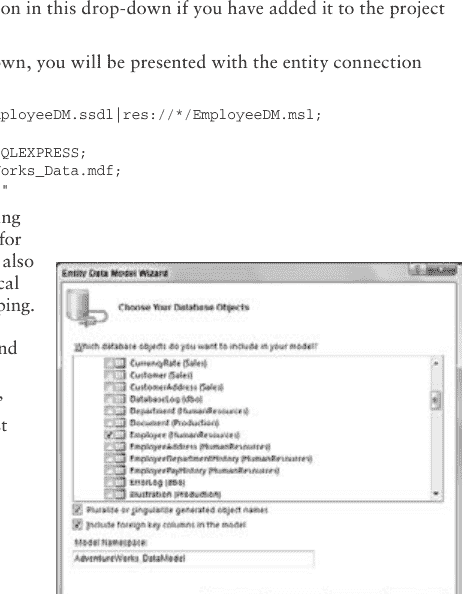 on in this drop-down if you have added it to the project
own, you will be presented with the entity connection
ployeeDM.ssdl|res://*/EmployeeDM.msl;
QLEXPRESS;
Works_Data.mdf;
"
ing
for
also
cal
ping.
nd
,
st
Entity Data Model Wizard
Choose Your Database Objects
Which database objects do you want to include in your model?
CurrencyRate (Sales)
Customer (Sales)
CustomerAddress (Sales)
DatabaseLog (dbo)
Department (HumanResources)
Document (Production)
Employee (HumanResources)
EmployeeAddress (HumanResources)
EmployeeDepartmentHistory (HumanResources)
EmployeePayHistory (HumanResources)
ErrorLog (dbo)
Illustration (Production)
Pluralize or singularize generated object names
Include foreign key columns in the model
Model Namespace:
AdventureWorks_DataModel